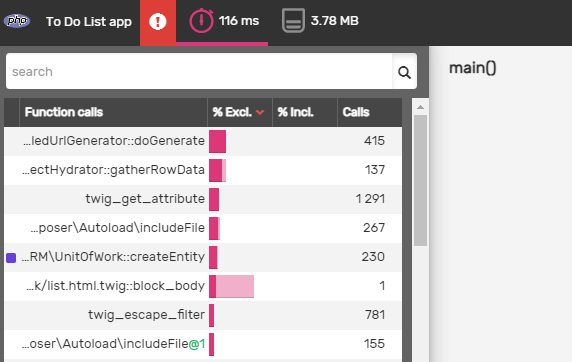 php To Do List app 116 ms 3.78 MB
search
main()
Function calls % Excl. % Incl. Calls
...ledUrlGenerator::doGenerate 415
...ectHydrator::gatherRowData 137
twig_get_attribute 1 291
...poser\Autoload\includeFile 267
...RM\UnitOfWork::createEntity 230
...k/list.html.twig::block_body 1
twig_escape_filter 781
...oser\Autoload\includeFile@1 155